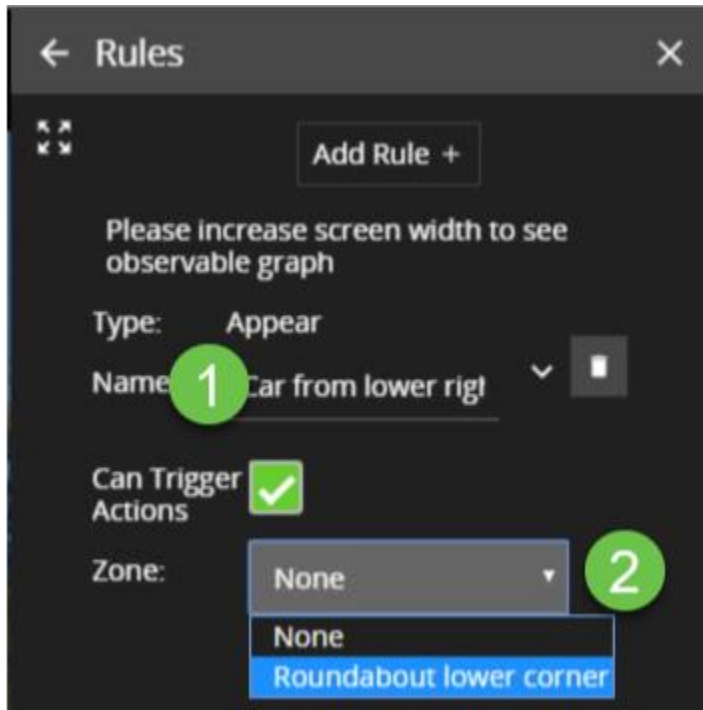 Rules
Add Rule +
Please increase screen width to see
observable graph
Type: Appear
Name 1 Car from lower rigl
Can Trigger
Actions
Zone: None 2
None
Roundabout lower corner